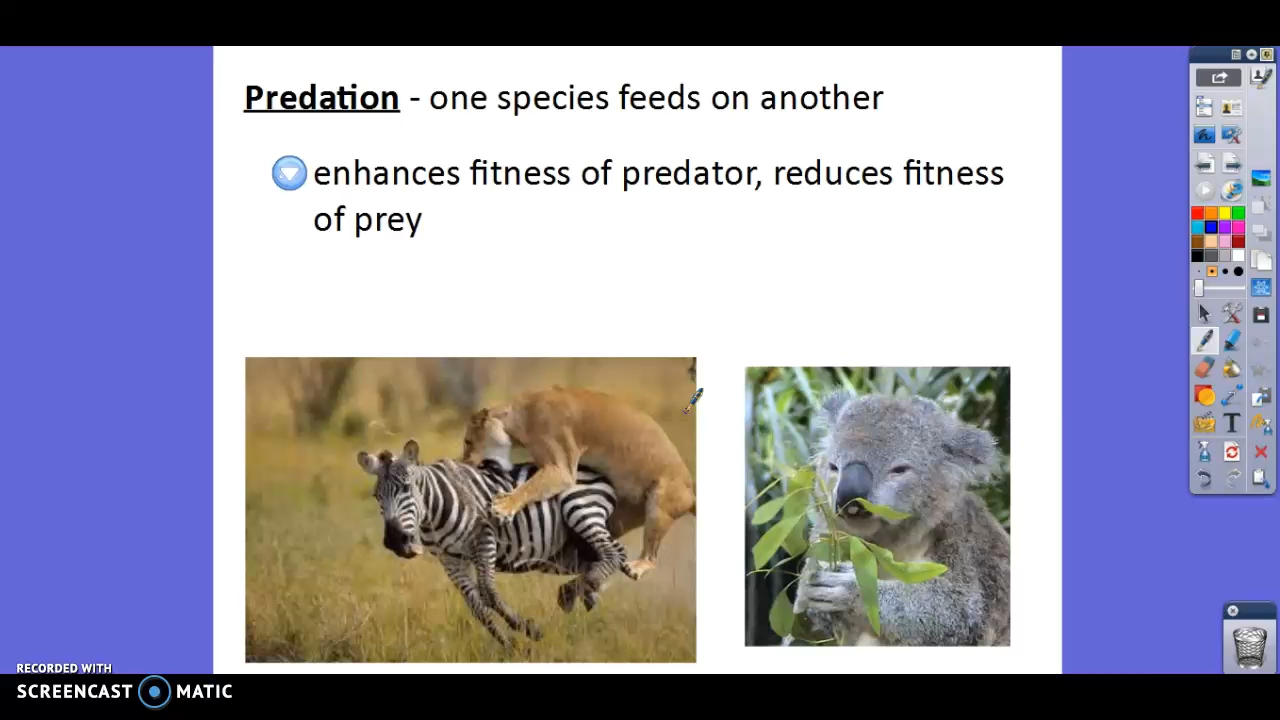 Predation - one species feeds on another
enhances fitness of predator, reduces fitness
of prey
RECORDED WITH
SCREENCAST MATIC